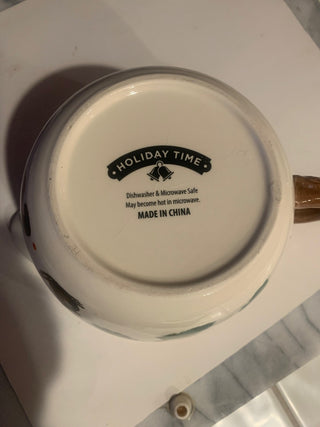 HOLIDAY TIME
Dishwasher & Microwave Safe
May become hot in microwave.
MADE IN CHINA